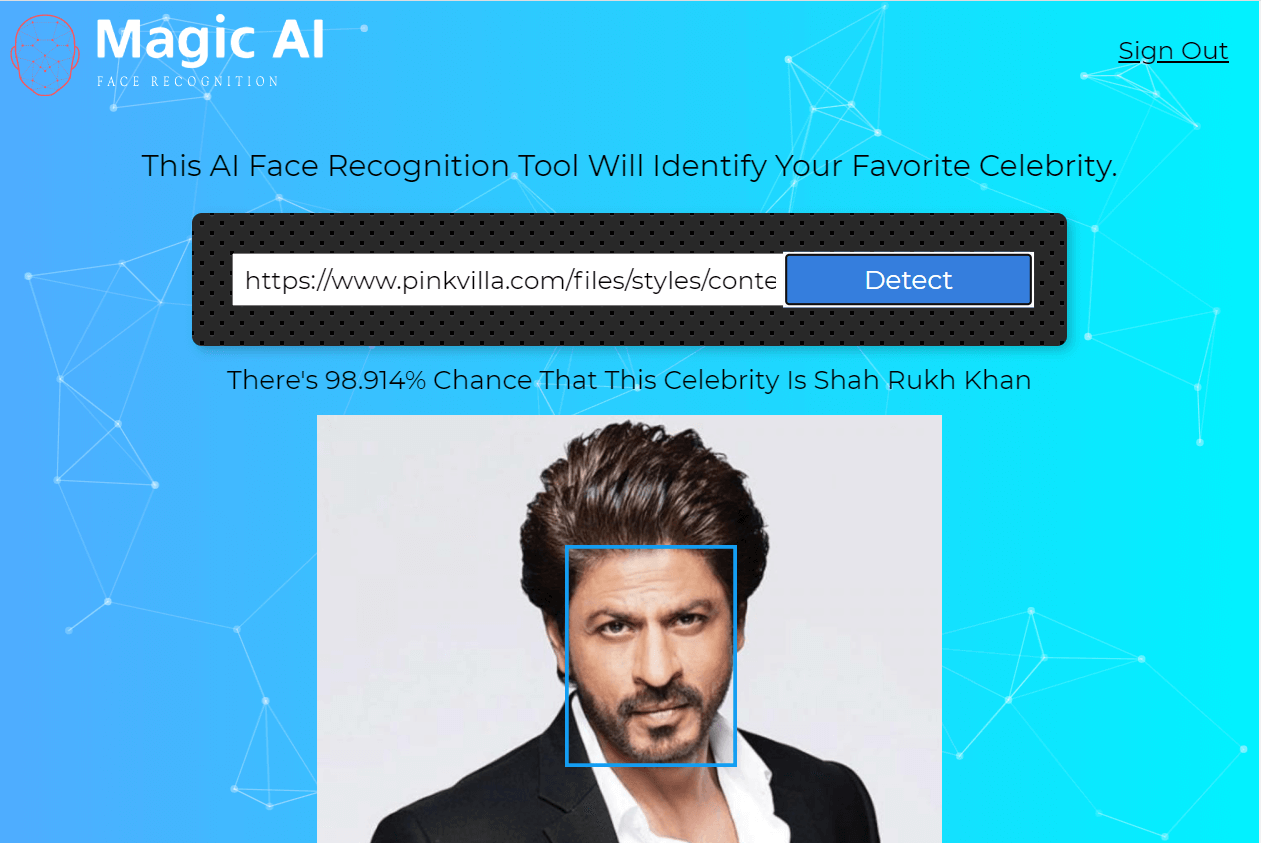 Magic AI
FACE RECOGNITION
Sign Out
This AI Face Recognition Tool Will Identify Your Favorite Celebrity.
https://www.pinkvilla.com/files/styles/conte
Detect
There's 98.914% Chance That This Celebrity Is Shah Rukh Khan